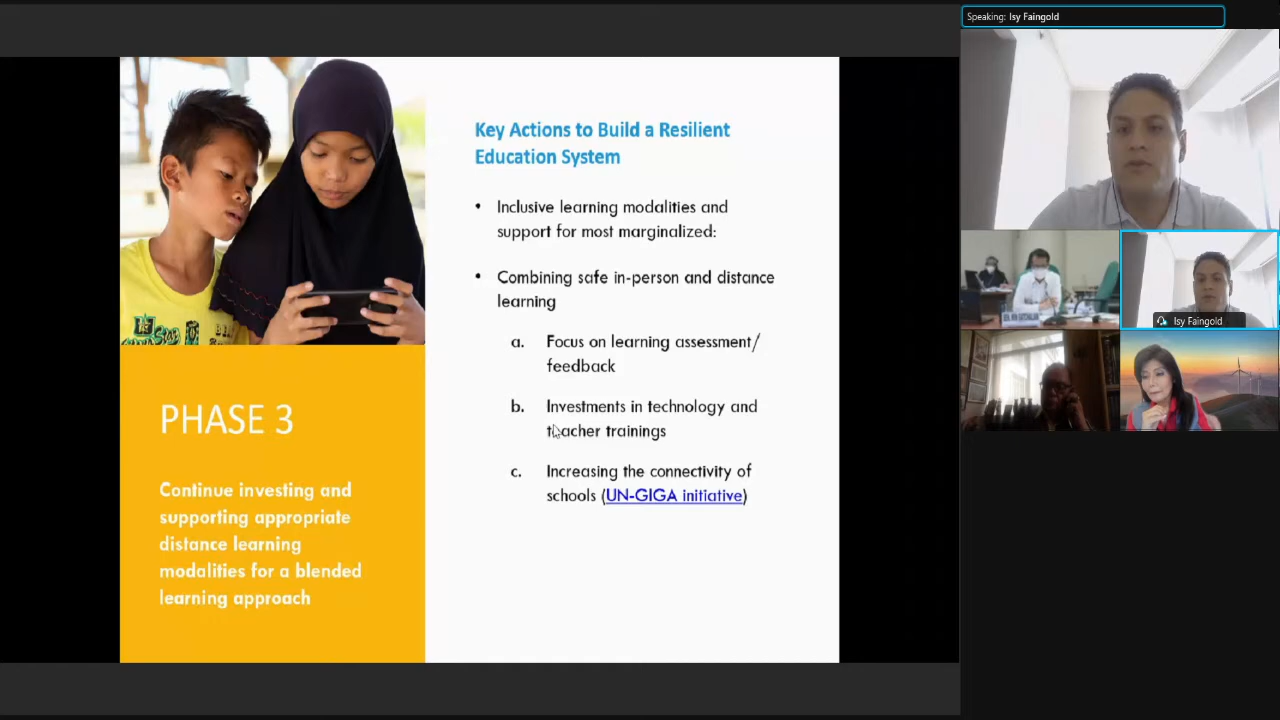 Speaking: Isy Faingold
Key Actions to Build a Resilient
Education System
• Inclusive learning modalities and
support for most marginalized:
• Combining safe in-person and distance
learning
a. Focus on learning assessment/
feedback
b. Investments in technology and
teacher trainings
c. Increasing the connectivity of
schools (UN-GIGA initiative)
PHASE 3
Continue investing and
supporting appropriate
distance learning
modalities for a blended
learning approach
Isy Faingold